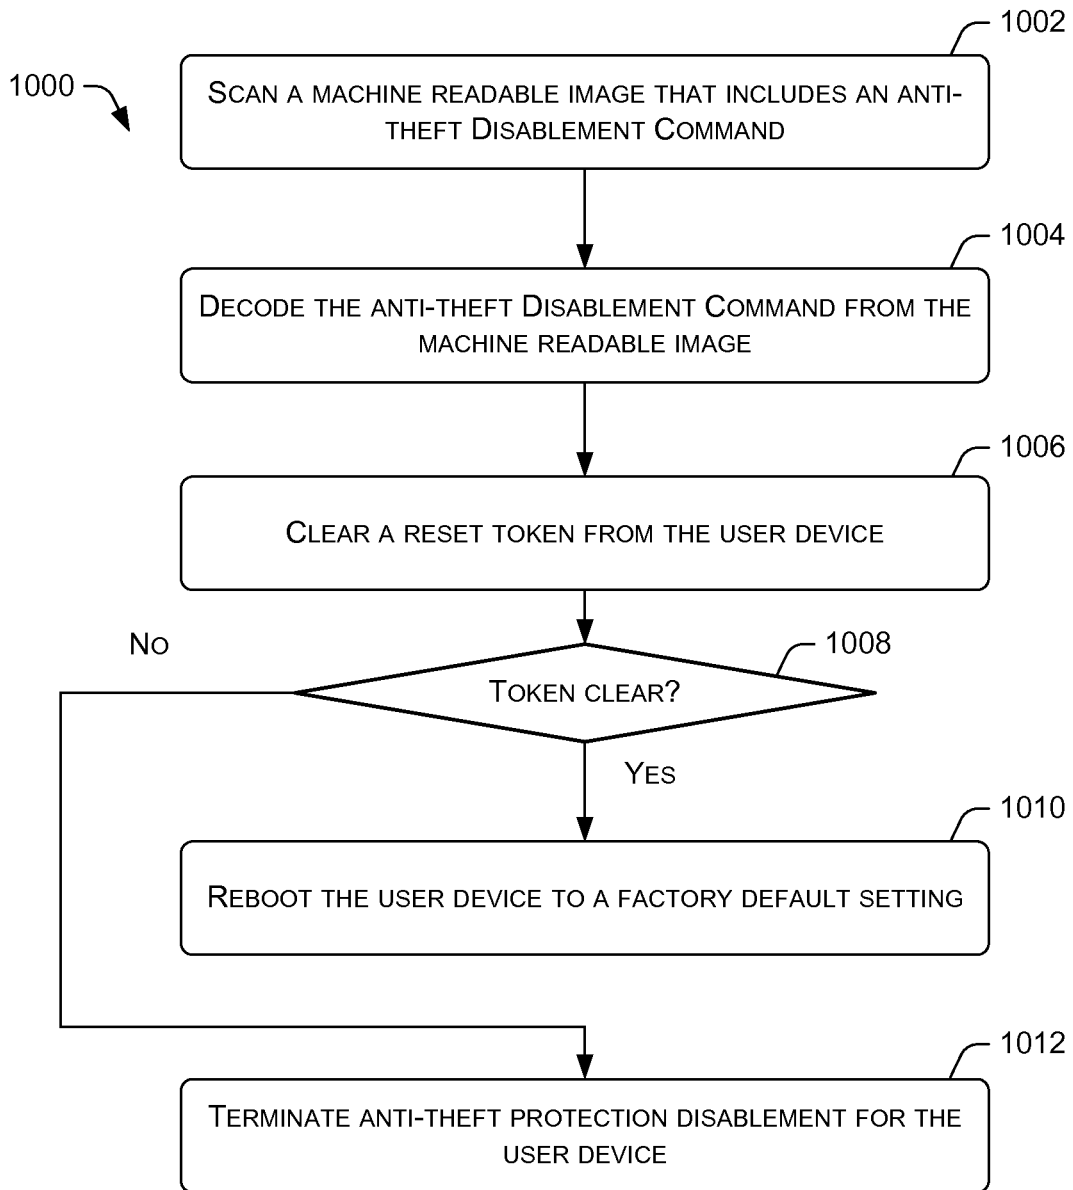 1002
1000
SCAN A MACHINE READABLE IMAGE THAT INCLUDES AN ANTI-
THEFT DISABLEMENT COMMAND
1004
DECODE THE ANTI-THEFT DISABLEMENT COMMAND FROM THE
MACHINE READABLE IMAGE
1006
CLEAR A RESET TOKEN FROM THE USER DEVICE
NO
1008
TOKEN CLEAR?
YES
1010
REBOOT THE USER DEVICE TO A FACTORY DEFAULT SETTING
1012
TERMINATE ANTI-THEFT PROTECTION DISABLEMENT FOR THE
USER DEVICE